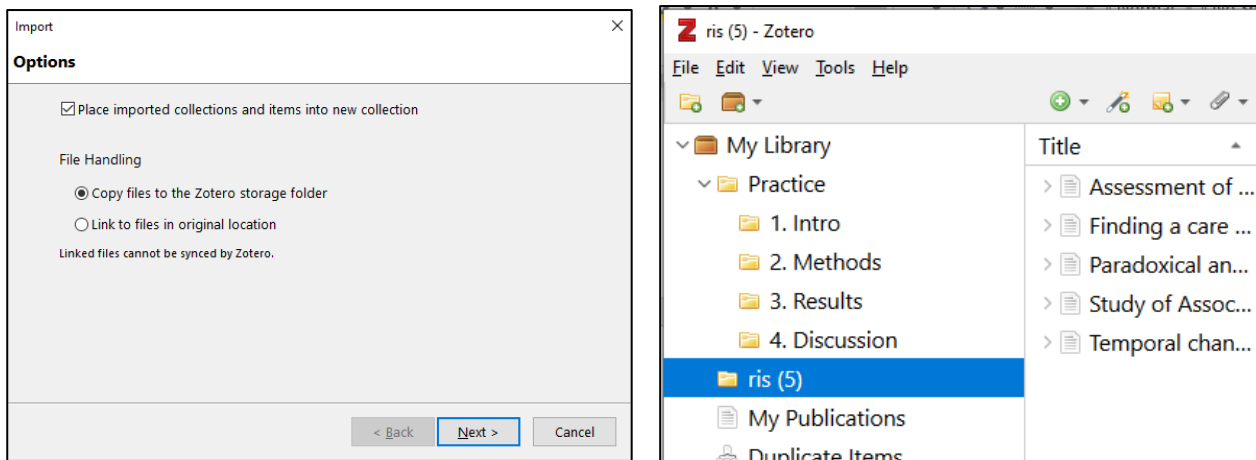 Import
Options
Place imported collections and items into new collection
File Handling
Copy files to the Zotero storage folder
Link to files in original location
Linked files cannot be synced by Zotero.
< Back Next > Cancel
ris (5) - Zotero
File Edit View Tools Help
My Library
Practice
1. Intro
2. Methods
3. Results
4. Discussion
ris (5)
My Publications
Duplicate Items
Title
Assessment of ...
Finding a care ...
Paradoxical an...
Study of Assoc...
Temporal chan...